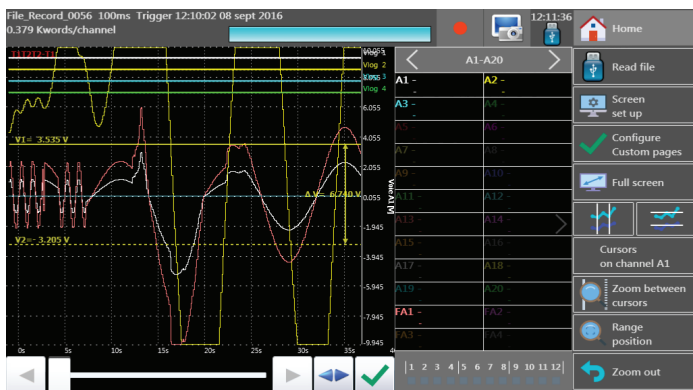 File_Record_0056 100ms Trigger 12:10:02 08 sept 2016
0.379 Kwords/channel
12:11:36
Home
Read file
Screen
set up
Configure
Custom pages
Full screen
Cursors
on channel A1
Zoom between
cursors
Range
position
Zoom out
A1-A20
A1 -
-
A2 -
-
A3 -
-
A4 -
-
A5 -
A6 -
A7 -
A8 -
A9 -
A10 -
A11 -
A12 -
A13 -
A14 -
A15 -
A16 -
A17 -
A18 -
A19 -
A20 -
FA1 -
-
FA2 -
FA3 -
FA4 -
1 2 3 4 5 6 7 8 9 10 11 12
Vlog 1
Vlog 2
Vlog 3
Vlog 4
10.055
6.055
4.055
2.055
0.055
-1.945
-3.945
-5.945
-7.945
-9.945
V1= 3.535 V
Δ V= 6.740 V
V2=- 3.205 V
Voie A1 [V]
0s 5s 10s 15s 20s 25s 30s 35s